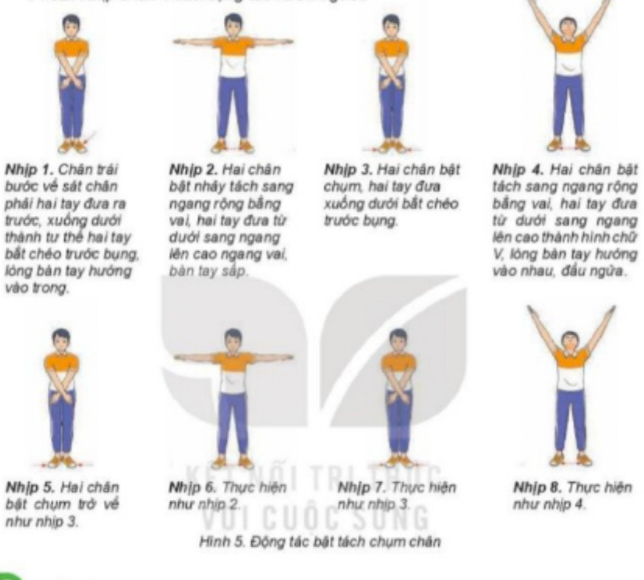 Nhịp 1. Chân trái
bước về sát chân
phải hai tay đưa ra
trước, xuống dưới
thành tư thế hai tay
bắt chéo trước bụng,
lòng bàn tay hướng
vào trong.
Nhịp 2. Hai chân
bật nhảy tách sang
ngang rộng bằng
vai, hai tay đưa từ
dưới sang ngang
lên cao ngang vai,
bàn tay sấp.
Nhịp 3. Hai chân bật
chụm, hai tay đưa
xuống dưới bắt chéo
trước bụng.
Nhịp 4. Hai chân bật
tách sang ngang rộng
bằng vai, hai tay đưa
từ dưới sang ngang
lên cao thành hình chữ
V, lòng bàn tay hướng
vào nhau, đầu ngửa.
Nhịp 5. Hai chân
bật chụm trở về
như nhịp 3.
Nhịp 6. Thực hiện
như nhịp 2.
Nhịp 7. Thực hiện
như nhịp 3.
Nhịp 8. Thực hiện
như nhịp 4.
KẾT NỐI TRI THỨC
VỚI CUỘC SỐNG
Hình 5. Động tác bật tách chụm chân